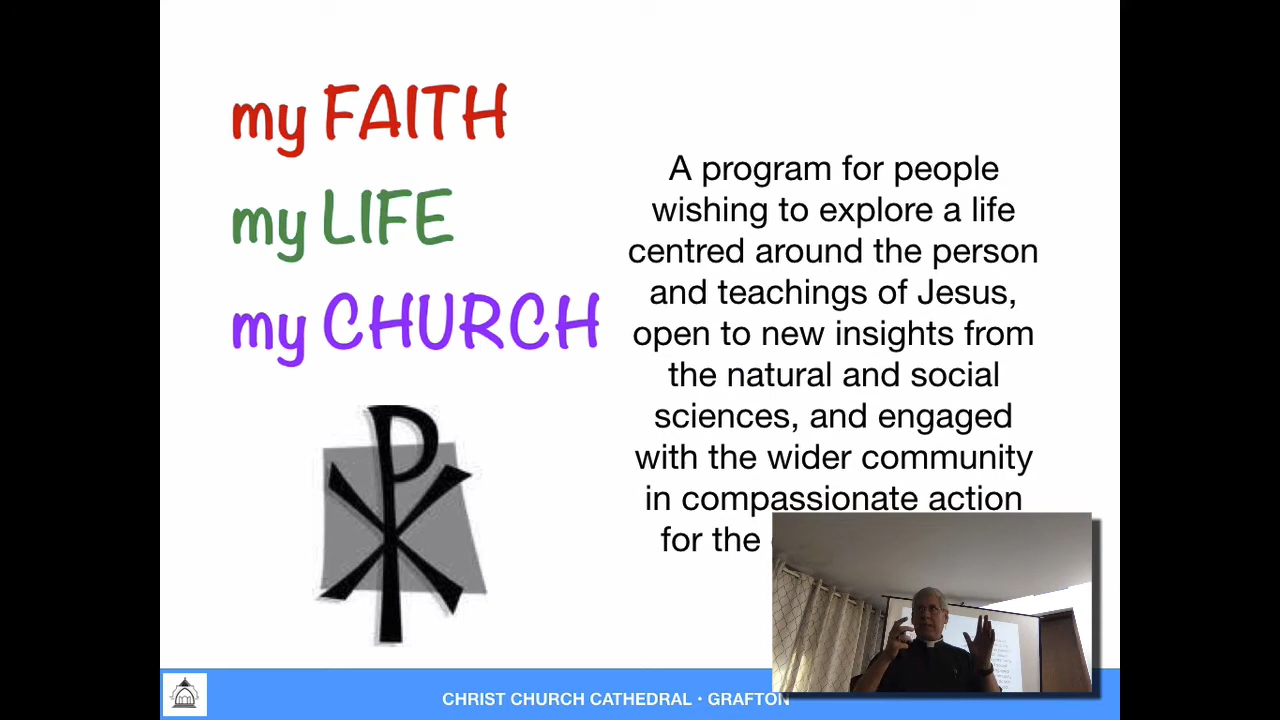 my FAITH
my LIFE
my CHURCH
A program for people
wishing to explore a life
centred around the person
and teachings of Jesus,
open to new insights from
the natural and social
sciences, and engaged
with the wider community
in compassionate action
for the
CHRIST CHURCH CATHEDRAL • GRAFTON